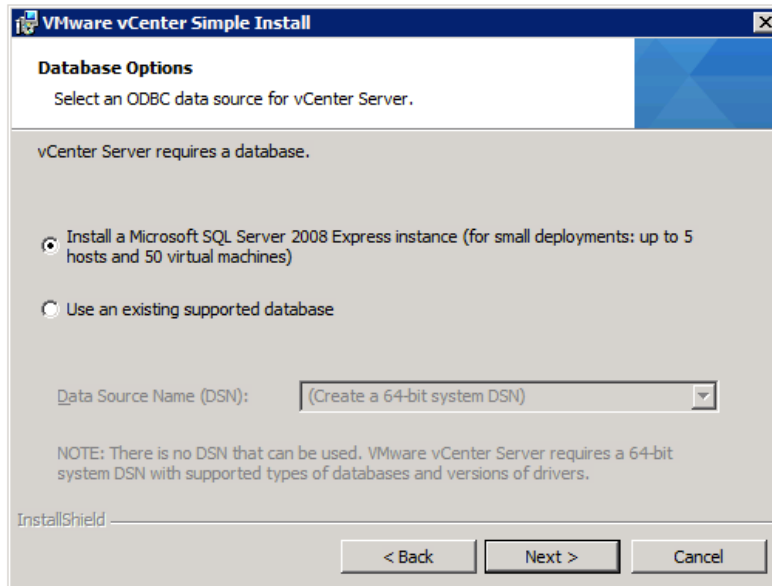 VMware vCenter Simple Install
Database Options
Select an ODBC data source for vCenter Server.
vCenter Server requires a database.
Install a Microsoft SQL Server 2008 Express instance (for small deployments: up to 5
hosts and 50 virtual machines)
Use an existing supported database
Data Source Name (DSN):
(Create a 64-bit system DSN)
NOTE: There is no DSN that can be used. VMware vCenter Server requires a 64-bit
system DSN with supported types of databases and versions of drivers.
InstallShield
< Back
Next >
Cancel